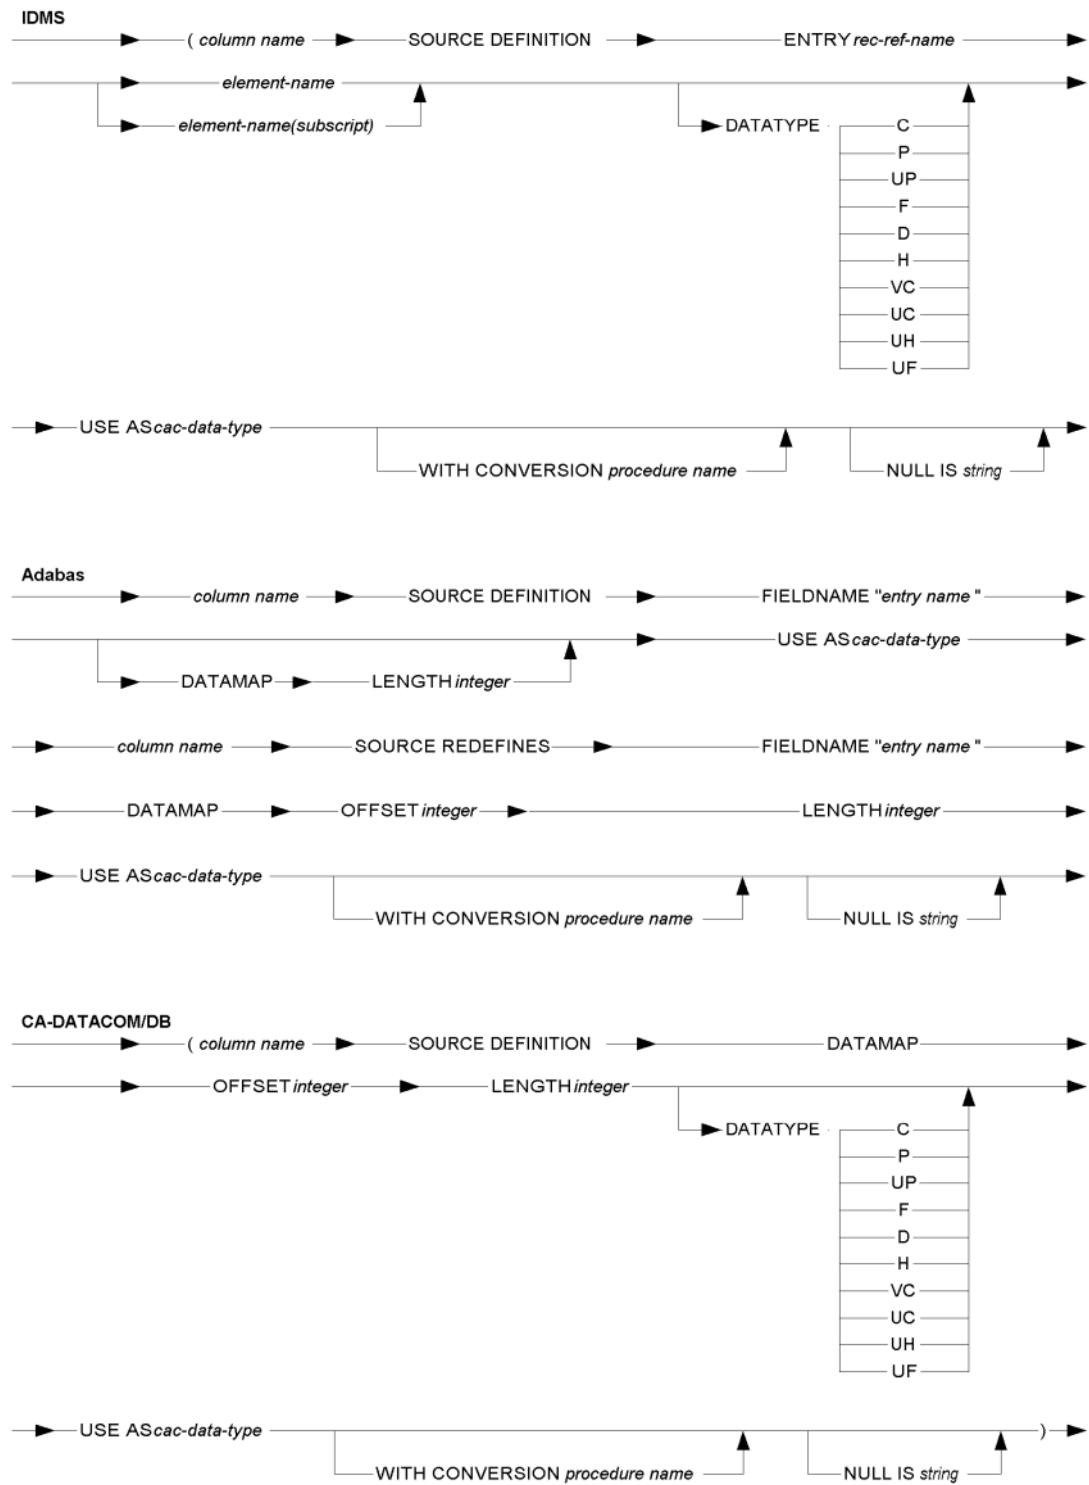 IDMS
( column name SOURCE DEFINITION ENTRY rec-ref-name
element-name
element-name(subscript) DATATYPE C
P
UP
F
D
H
VC
UC
UH
UF
USE AS cac-data-type
WITH CONVERSION procedure name NULL IS string
Adabas
column name SOURCE DEFINITION FIELDNAME "entry name "
USE AS cac-data-type
DATAMAP LENGTH integer
column name SOURCE REDEFINES FIELDNAME "entry name "
DATAMAP OFFSET integer LENGTH integer
USE AS cac-data-type
WITH CONVERSION procedure name NULL IS string
CA-DATACOM/DB
( column name SOURCE DEFINITION DATAMAP
OFFSET integer LENGTH integer
DATATYPE C
P
UP
F
D
H
VC
UC
UH
UF
USE AS cac-data-type )
WITH CONVERSION procedure name NULL IS string